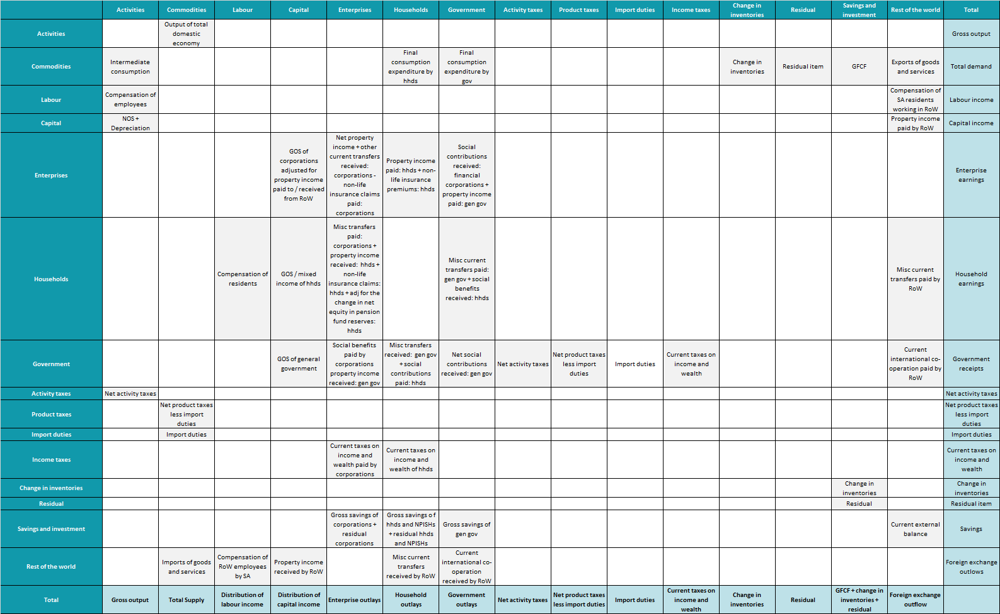 Activities
Commodities
Labour
Capital
Enterprises
Households
Government
Activity taxes
Product taxes
Import duties
Income taxes
Change in
inventories
Residual
Savings and
investment
Rest of the world
Total
Activities
Output of total
domestic
economy
Gross output
Commodities
Intermediate
consumption
Final
consumption
expenditure by
hhds
Final
consumption
expenditure by
gov
Change in
inventories
Residual item
GFCF
Exports of goods
and services
Total demand
Labour
Compensation of
employees
Compensation of
SA residents
working in RoW
Labour income
Capital
NOS +
Depreciation
Property income
paid by RoW
Capital income
Enterprises
GOS of
corporations
adjusted for
property income
paid to / received
from RoW
Net property
income + other
current transfers
received:
corporations -
non-life
insurance claims
paid:
corporations
Property income
paid: hhds + non-
life insurance
premiums: hhds
Social
contributions
received:
financial
corporations +
property income
paid: gen gov
Enterprise
earnings
Households
Compensation of
residents
GOS / mixed
income of hhds
Misc transfers
paid:
corporations +
property income
received: hhds +
non-life
insurance claims:
hhds + adj for the
change in net
equity in pension
fund reserves:
hhds
Misc current
transfers paid:
gen gov + social
benefits
received: hhds
Misc current
transfers paid by
RoW
Household
earnings
Government
GOS of general
government
Social benefits
paid by
corporations
property income
received: gen gov
Misc transfers
received: gen gov
+ social
contributions
paid: hhds
Net social
contributions
received: gen gov
Net activity taxes
Net product taxes
less import
duties
Import duties
Current taxes on
income and
wealth
Current
international co-
operation paid by
RoW
Government
receipts
Activity taxes
Net activity taxes
Net activity taxes
Product taxes
Net product taxes
less import
duties
Net product taxes
less import
duties
Import duties
Import duties
Import duties
Income taxes
Current taxes on
income and
wealth paid by
corporations
Current taxes on
income and
wealth of hhds
Current taxes on
income and
wealth
Change in inventories
Change in
inventories
Change in
inventories
Residual
Residual
Residual item
Savings and investment
Gross savings of
corporations +
residual
corporations
Gross savings of
hhds and NPISHs
+ residual hhds
and NPISHs
Gross savings of
gen gov
Current external
balance
Savings
Rest of the world
Imports of goods
and services
Compensation of
RoW employees
by SA
Property income
received by RoW
Misc current
transfers
received by RoW
Current
international co-
operation
received by RoW
Foreign exchange
outlows
Total
Gross output
Total Supply
Distribution of
labour income
Distribution of
capital income
Enterprise outlays
Household
outlays
Government
outlays
Net activity taxes
Net product taxes
less import duties
Import duties
Current taxes on
income and
wealth
Change in
inventories
Residual
GFCF + change in
inventories +
residual
Foreign exchange
outflow